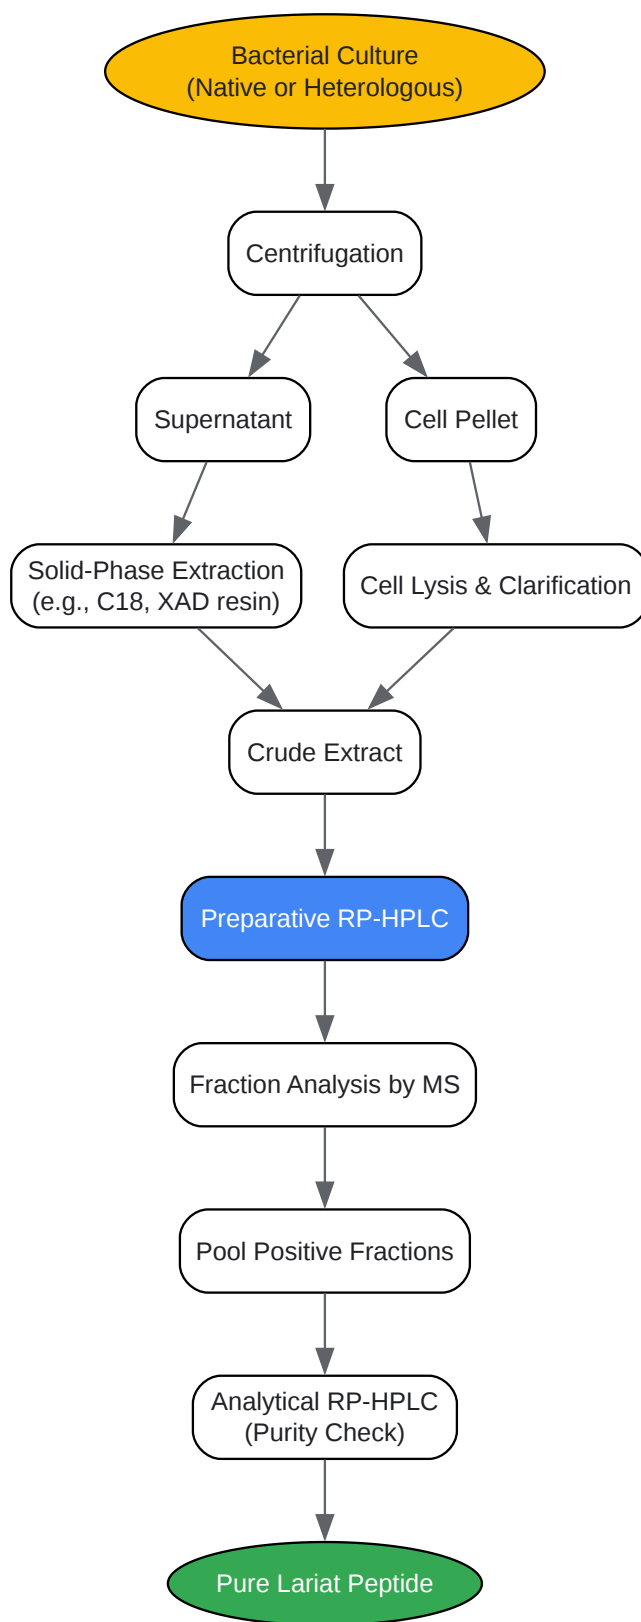 Bacterial Culture
(Native or Heterologous)
Centrifugation
Supernatant
Cell Pellet
Solid-Phase Extraction
(e.g., C18, XAD resin)
Cell Lysis & Clarification
Crude Extract
Preparative RP-HPLC
Fraction Analysis by MS
Pool Positive Fractions
Analytical RP-HPLC
(Purity Check)
Pure Lariat Peptide